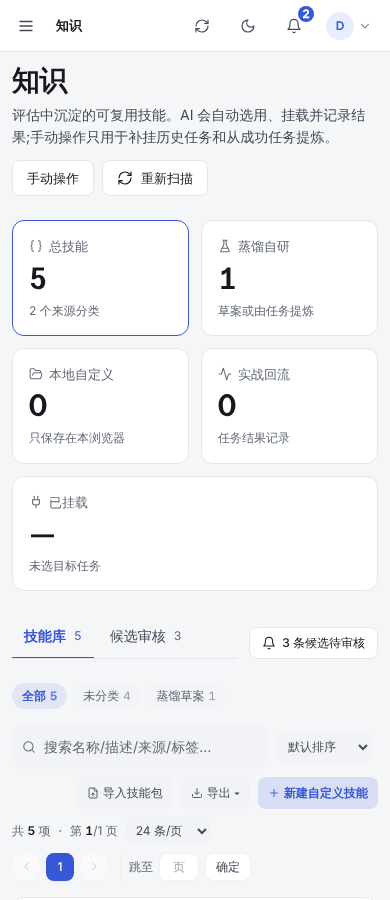 知识
2
D
知识
评估中沉淀的可复用技能。AI 会自动选用、挂载并记录结
果;手动操作只用于补挂历史任务和从成功任务提炼。
手动操作
重新扫描
总技能
5
2 个来源分类
蒸馏自研
1
草案或由任务提炼
本地自定义
0
只保存在本浏览器
实战回流
0
任务结果记录
已挂载
—
未选目标任务
技能库 5
候选审核 3
3 条候选待审核
全部 5
未分类 4
蒸馏草案 1
搜索名称/描述/来源/标签...
默认排序
导入技能包
导出
新建自定义技能
共 5 项 · 第 1/1 页
24 条/页
1
跳至
页
确定